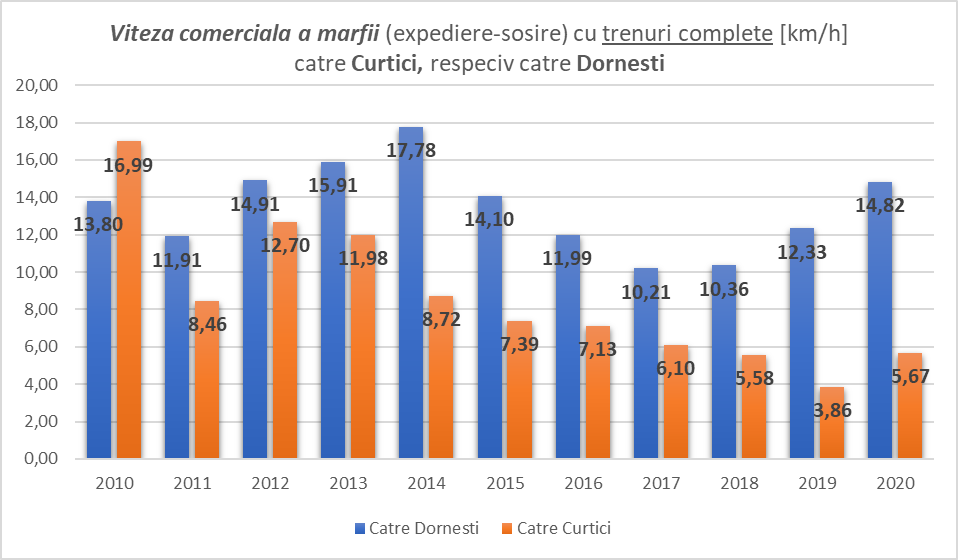 Viteza comerciala a marfii (expediere-sosire) cu trenuri complete [km/h]
catre Curtici, respeciv catre Dornesti
20,00
18,00
16,00
14,00
12,00
10,00
8,00
6,00
4,00
2,00
0,00
13,80 16,99 11,91 8,46 14,91 12,70 15,91 11,98 17,78 8,72 14,10 7,39 11,99 7,13 10,21 6,10 10,36 5,58 12,33 3,86 14,82 5,67
2010 2011 2012 2013 2014 2015 2016 2017 2018 2019 2020
Catre Dornesti Catre Curtici